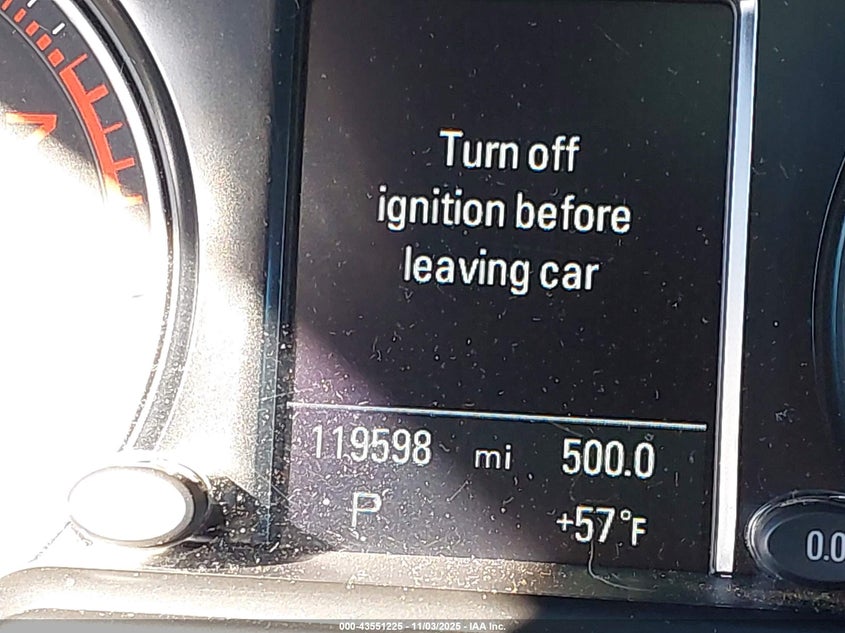 Turn off
ignition before
leaving car
119598 mi 500.0
P +57°F
0.0
000-43551225 - 11/03/2025 - IAA Inc.